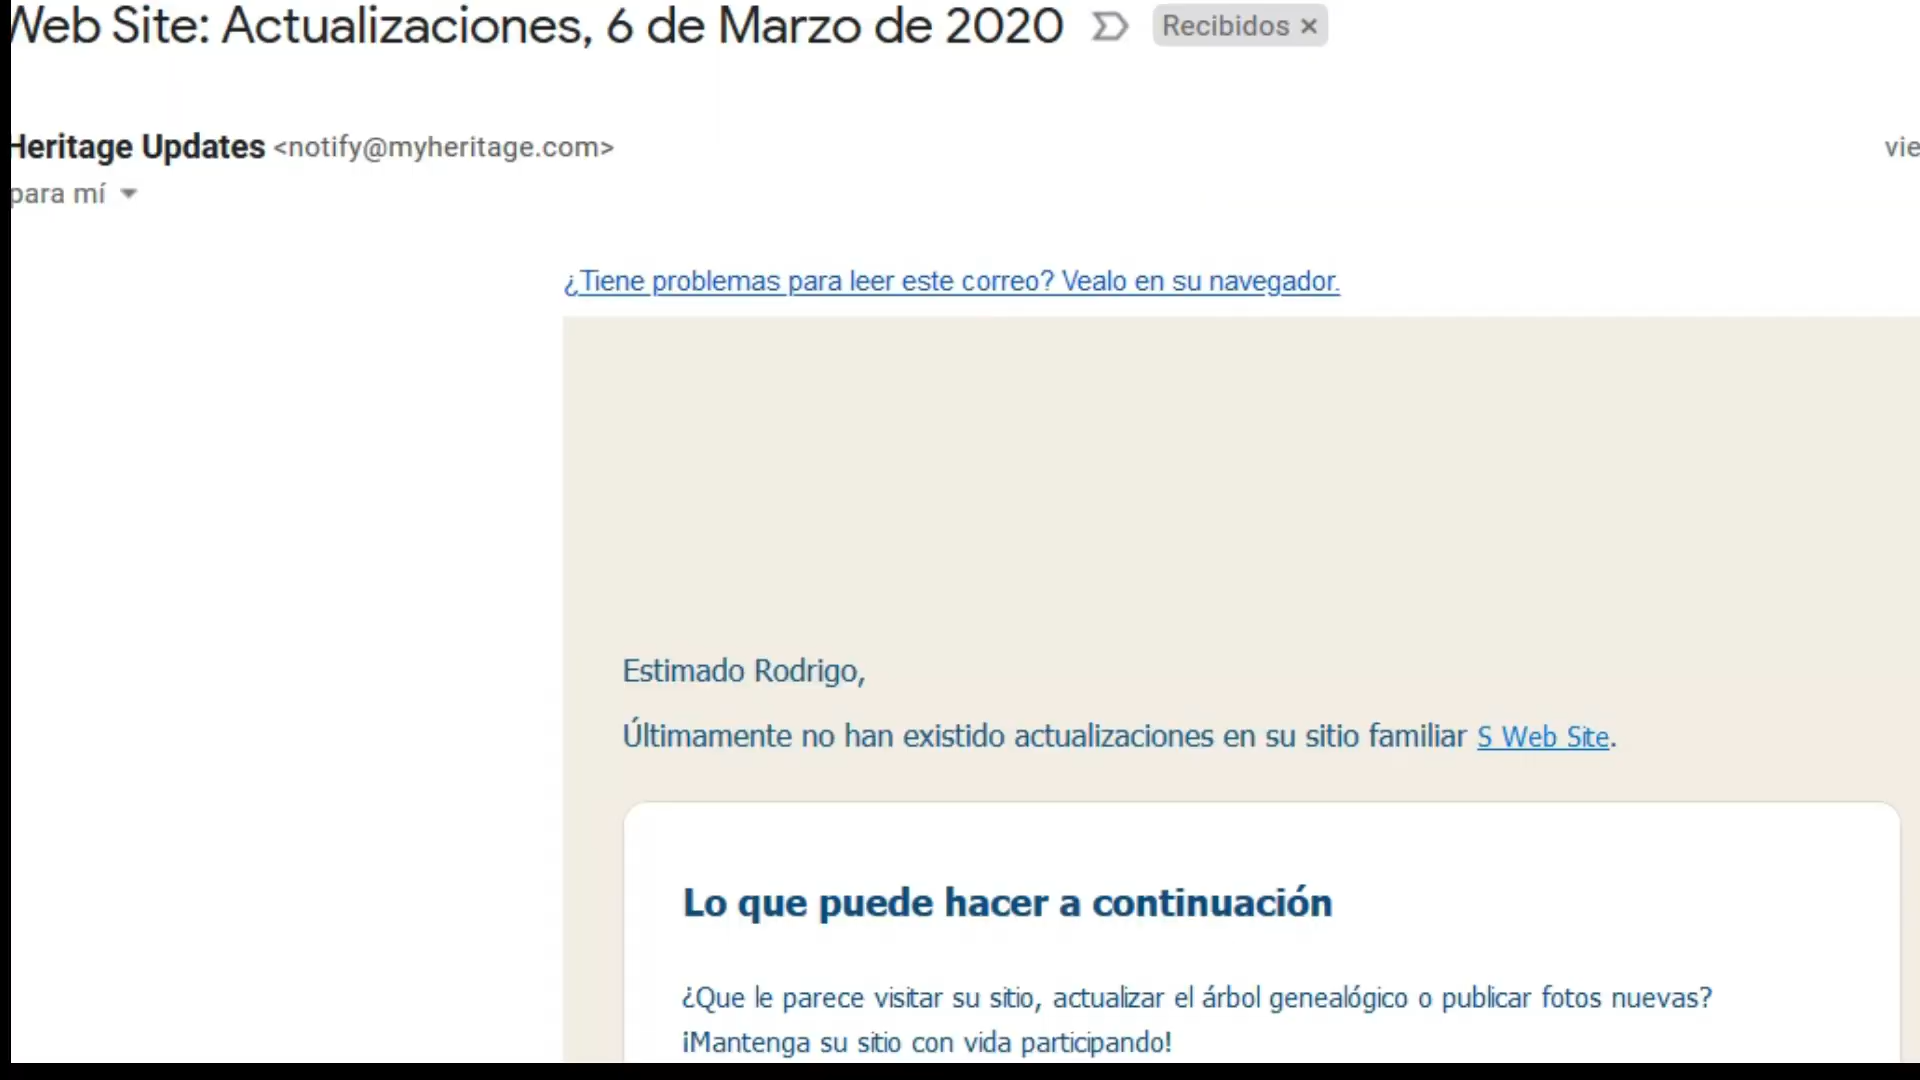 Web Site: Actualizaciones, 6 de Marzo de 2020 Recibidos ×
Heritage Updates <notify@myheritage.com> vie
para mí
¿Tiene problemas para leer este correo? Vealo en su navegador.
Estimado Rodrigo,
Últimamente no han existido actualizaciones en su sitio familiar S Web Site.
Lo que puede hacer a continuación
¿Que le parece visitar su sitio, actualizar el árbol genealógico o publicar fotos nuevas?
¡Mantenga su sitio con vida participando!